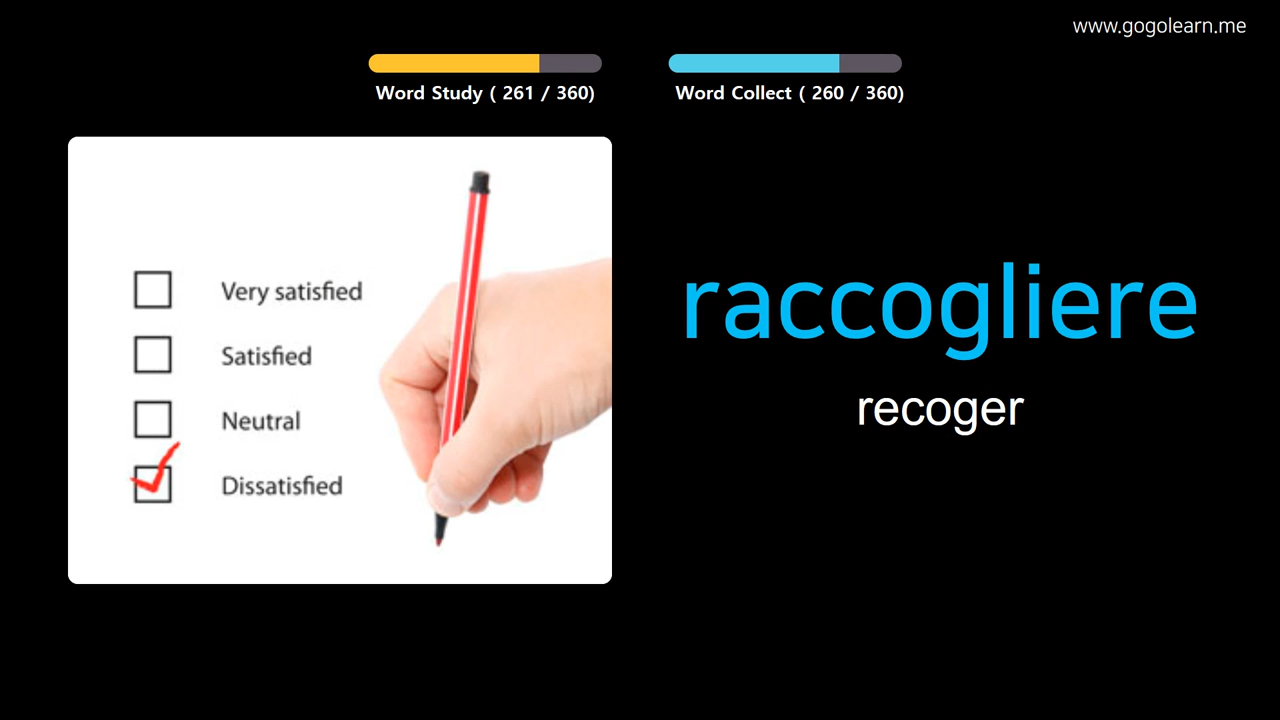 www.gogolearn.me
Word Study ( 261 / 360)
Word Collect ( 260 / 360)
Very satisfied
Satisfied
Neutral
Dissatisfied
raccogliere
recoger